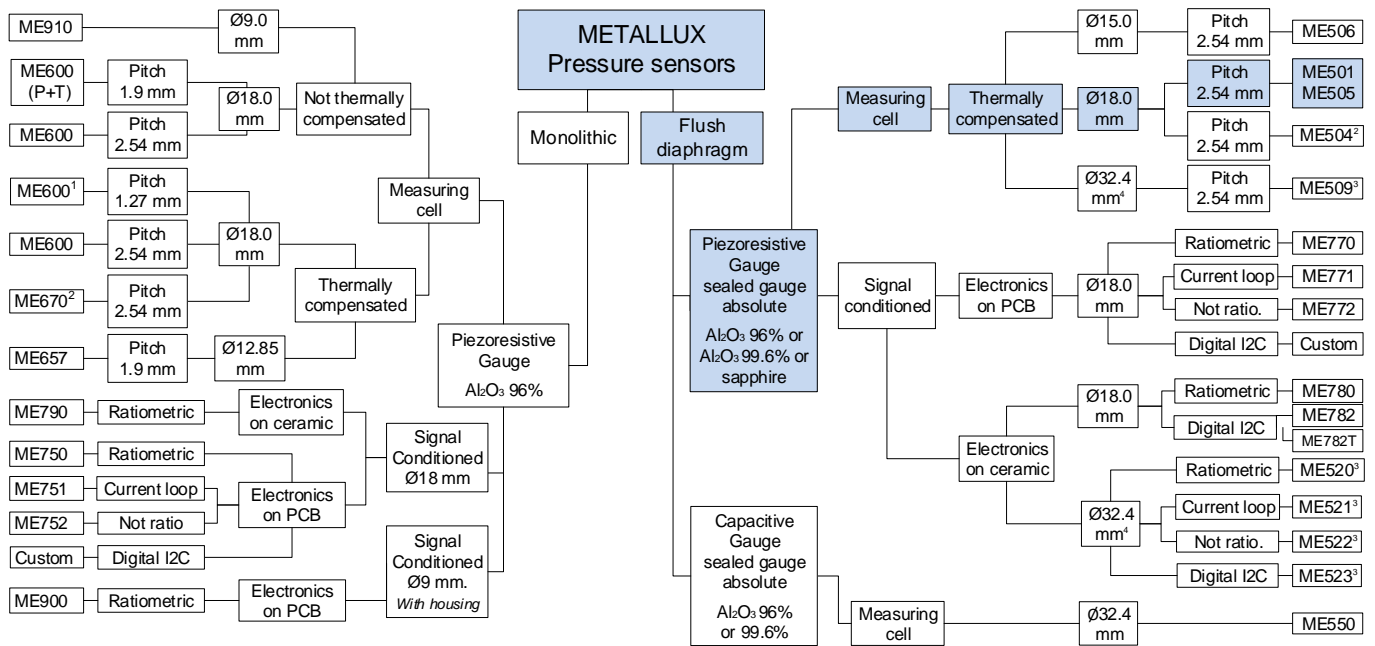 METALLUX
Pressure sensors
Monolithic
Flush
diaphragm
ME910
Ø9.0
mm
ME600
(P+T)
Pitch
1.9 mm
Ø18.0
mm
Not thermally
compensated
ME600
Pitch
2.54 mm
ME600¹
Pitch
1.27 mm
Measuring
cell
ME600
Pitch
2.54 mm
Ø18.0
mm
Thermally
compensated
ME670²
Pitch
2.54 mm
ME657
Pitch
1.9 mm
Ø12.85
mm
Piezoresistive
Gauge
Al₂O₃ 96%
ME790
Ratiometric
Electronics
on ceramic
ME750
Ratiometric
Signal
Conditioned
Ø18 mm
ME751
Current loop
Electronics
on PCB
ME752
Not ratio
Custom
Digital I2C
Signal
Conditioned
Ø9 mm.
With housing
ME900
Ratiometric
Electronics
on PCB
Ø15.0
mm
Pitch
2.54 mm
ME506
Measuring
cell
Thermally
compensated
Ø18.0
mm
Pitch
2.54 mm
ME501
ME505
Pitch
2.54 mm
ME504²
Ø32.4
mm⁴
Pitch
2.54 mm
ME509³
Piezoresistive
Gauge
sealed gauge
absolute
Al₂O₃ 96% or
Al₂O₃ 99.6% or
sapphire
Signal
conditioned
Electronics
on PCB
Ø18.0
mm
Ratiometric
ME770
Current loop
ME771
Not ratio.
ME772
Digital I2C
Custom
Electronics
on ceramic
Ø18.0
mm
Ratiometric
ME780
Digital I2C
ME782
ME782T
Ø32.4
mm⁴
Ratiometric
ME520³
Current loop
ME521³
Not ratio.
ME522³
Digital I2C
ME523³
Capacitive
Gauge
sealed gauge
absolute
Al₂O₃ 96%
or 99.6%
Measuring
cell
Ø32.4
mm
ME550